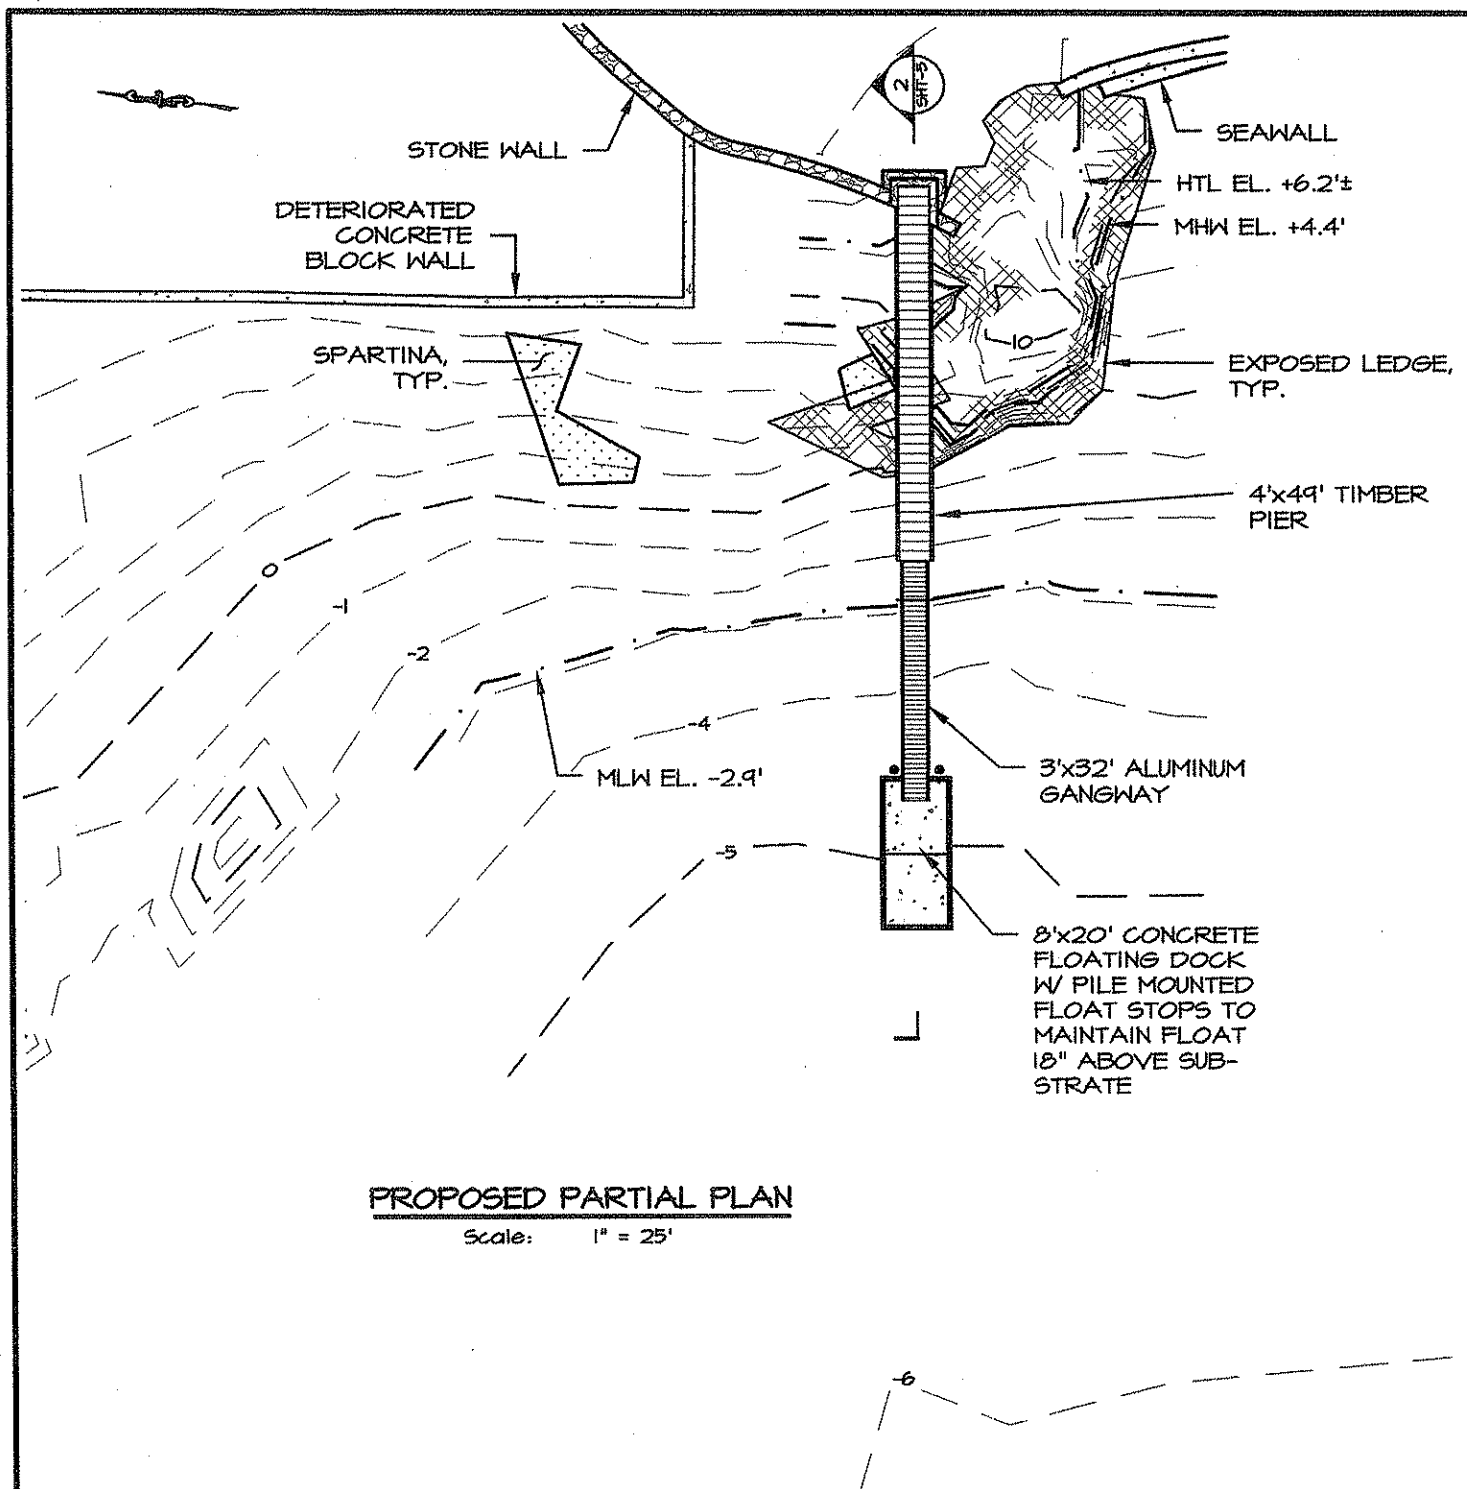 2
SHT-5
STONE WALL
SEAWALL
HTL EL. +6.2'±
MHW EL. +4.4'
DETERIORATED
CONCRETE
BLOCK WALL
10
SPARTINA,
TYP.
EXPOSED LEDGE,
TYP.
4'x49' TIMBER
PIER
0
-1
-2
-4
MLW EL. -2.9'
3'x32' ALUMINUM
GANGWAY
-5
8'x20' CONCRETE
FLOATING DOCK
W/ PILE MOUNTED
FLOAT STOPS TO
MAINTAIN FLOAT
18" ABOVE SUB-
STRATE
PROPOSED PARTIAL PLAN
Scale: 1" = 25'
-6